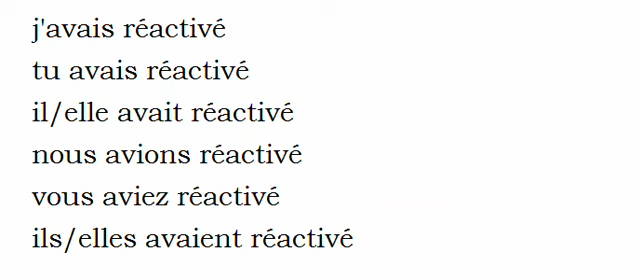 j'avais réactivé
tu avais réactivé
il/elle avait réactivé
nous avions réactivé
vous aviez réactivé
ils/elles avaient réactivé